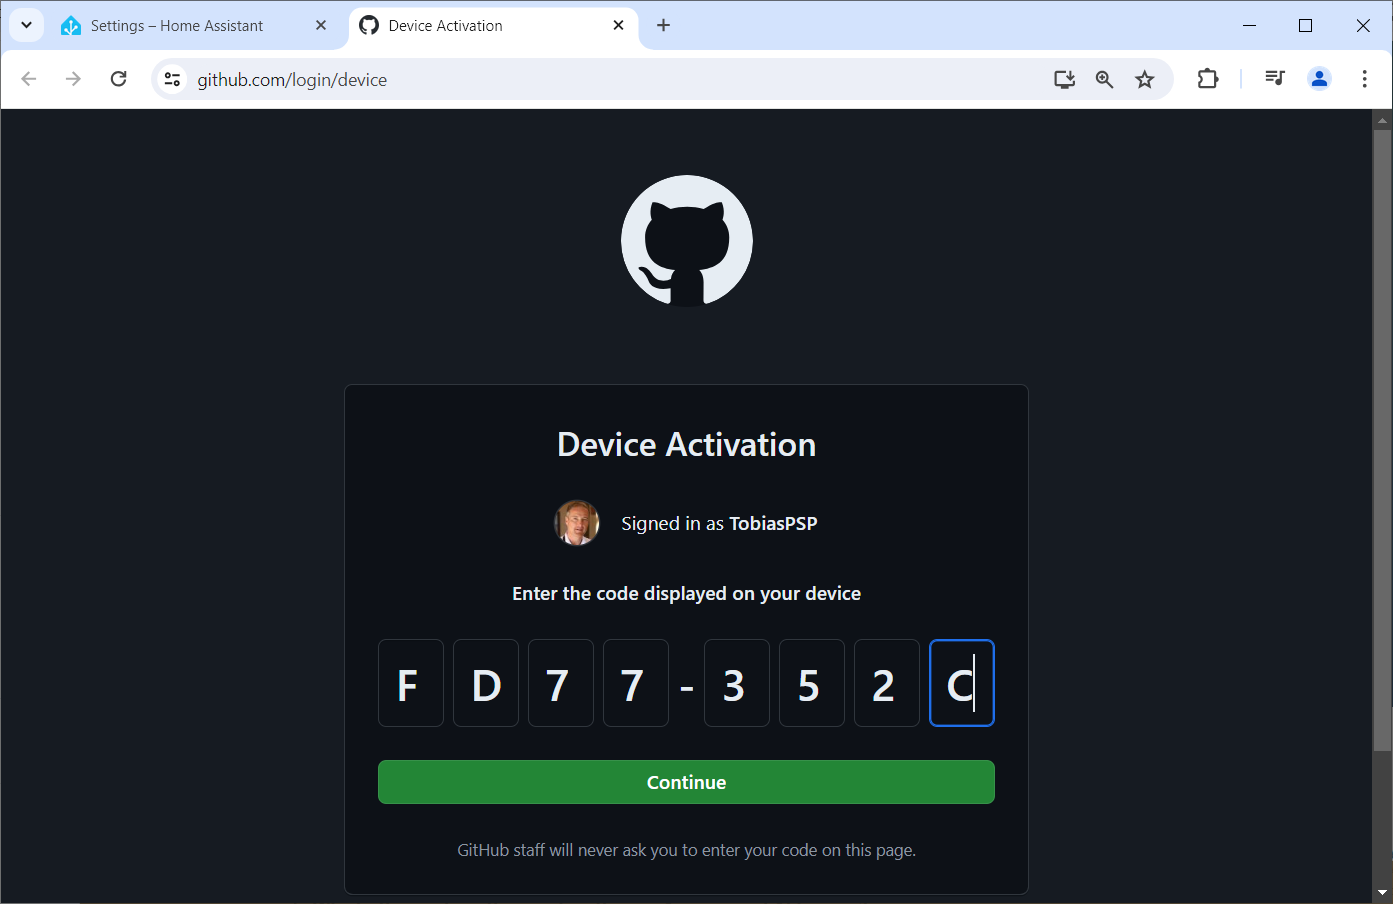 Settings – Home Assistant
Device Activation
github.com/login/device
Device Activation
Signed in as TobiasPSP
Enter the code displayed on your device
F D 7 7 - 3 5 2 C
Continue
GitHub staff will never ask you to enter your code on this page.